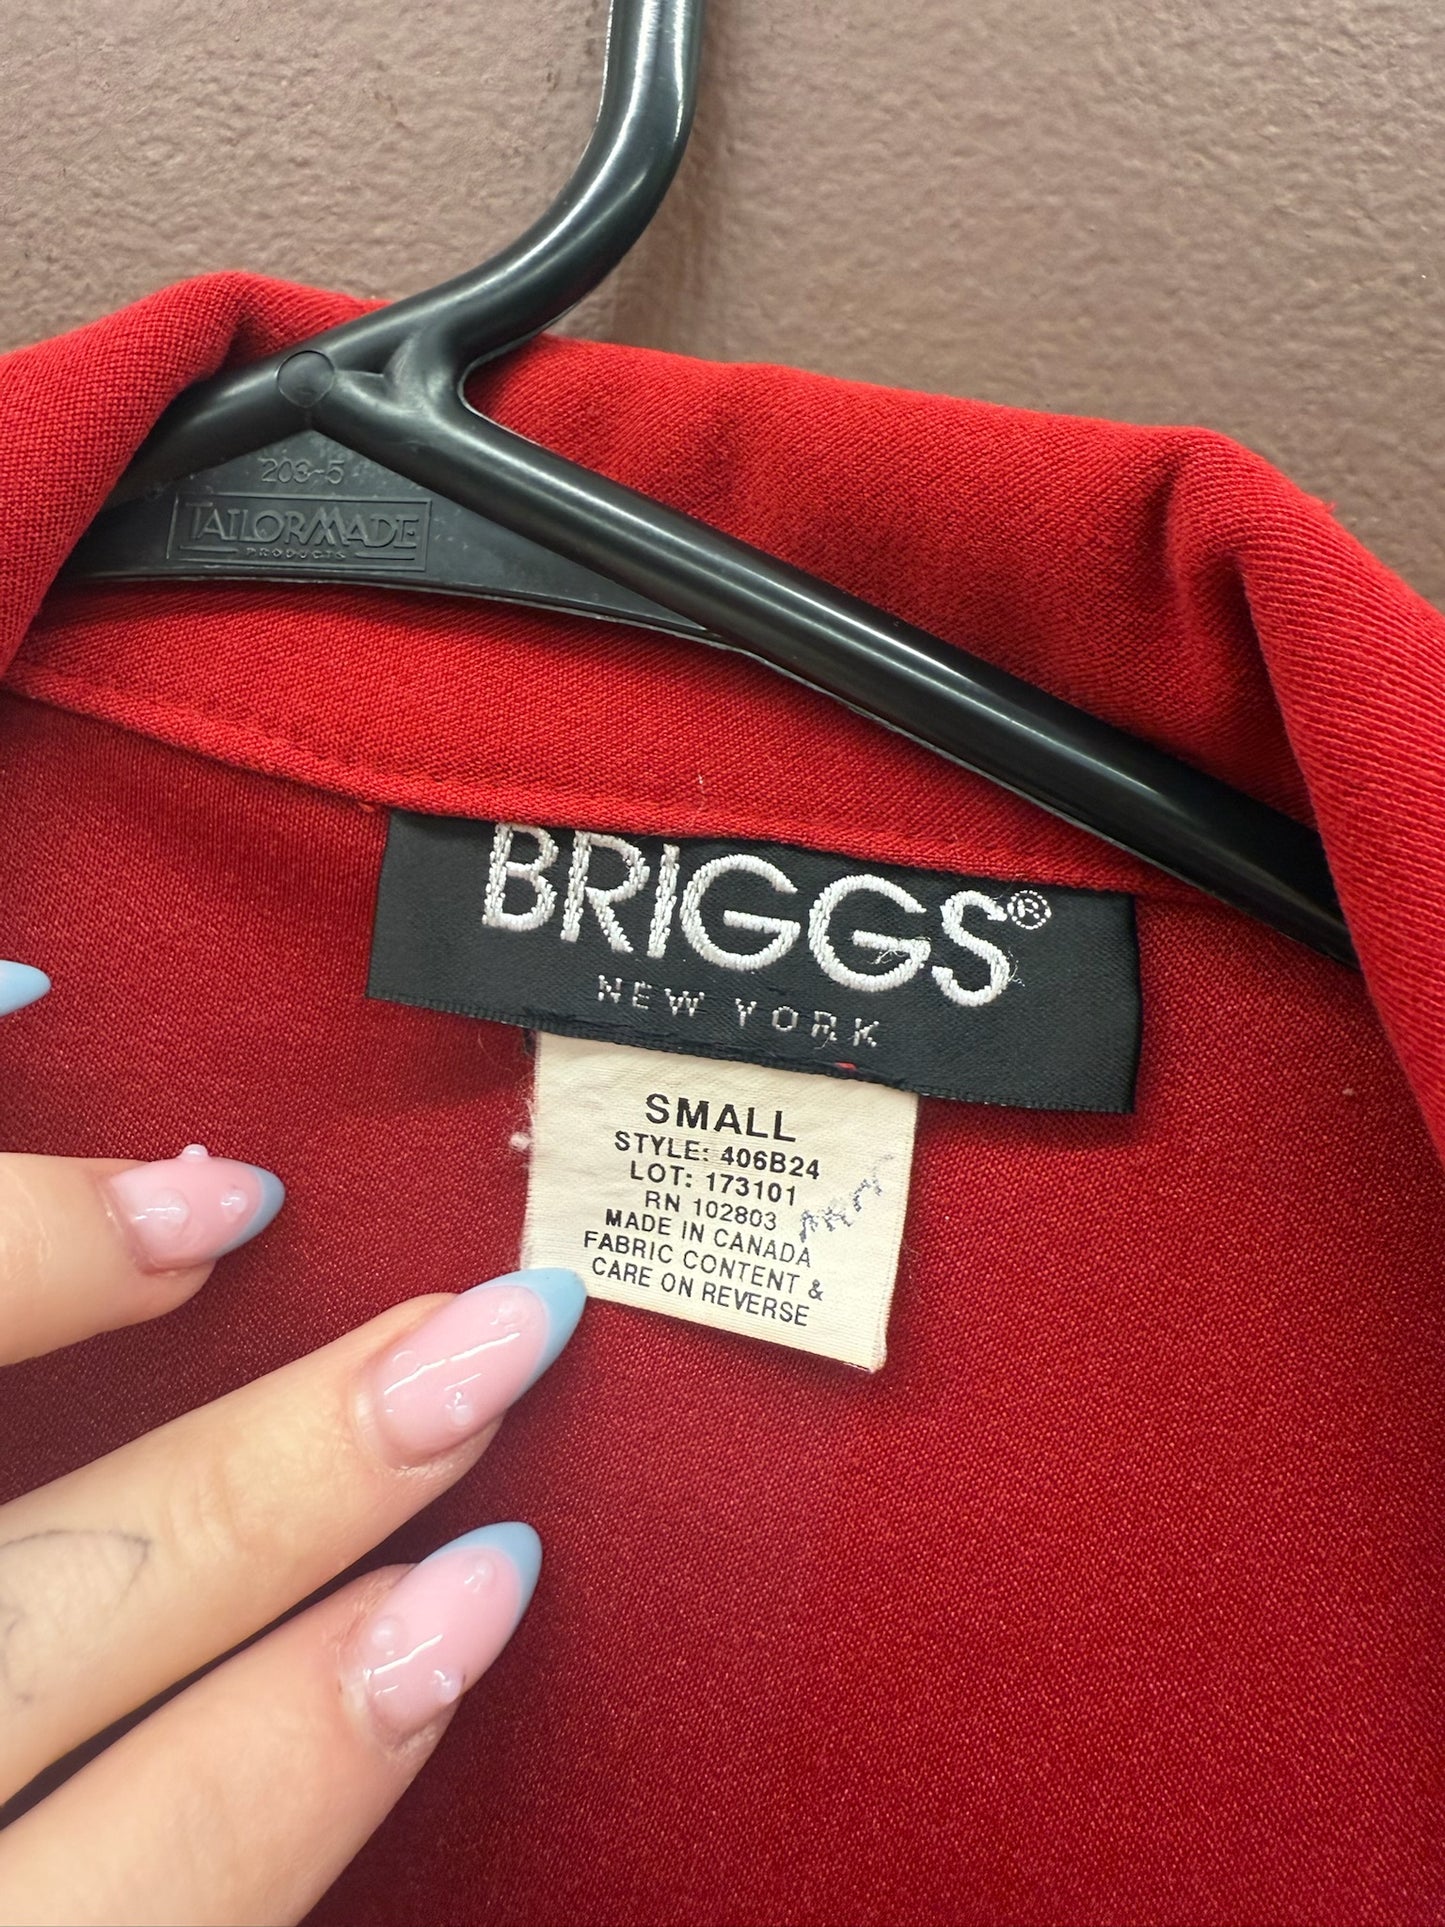 203-5
TAILORMADE
PRODUCTS
BRIGGS®
NEW YORK
SMALL
STYLE: 406B24
LOT: 173101
RN 102803
MADE IN CANADA
FABRIC CONTENT &
CARE ON REVERSE